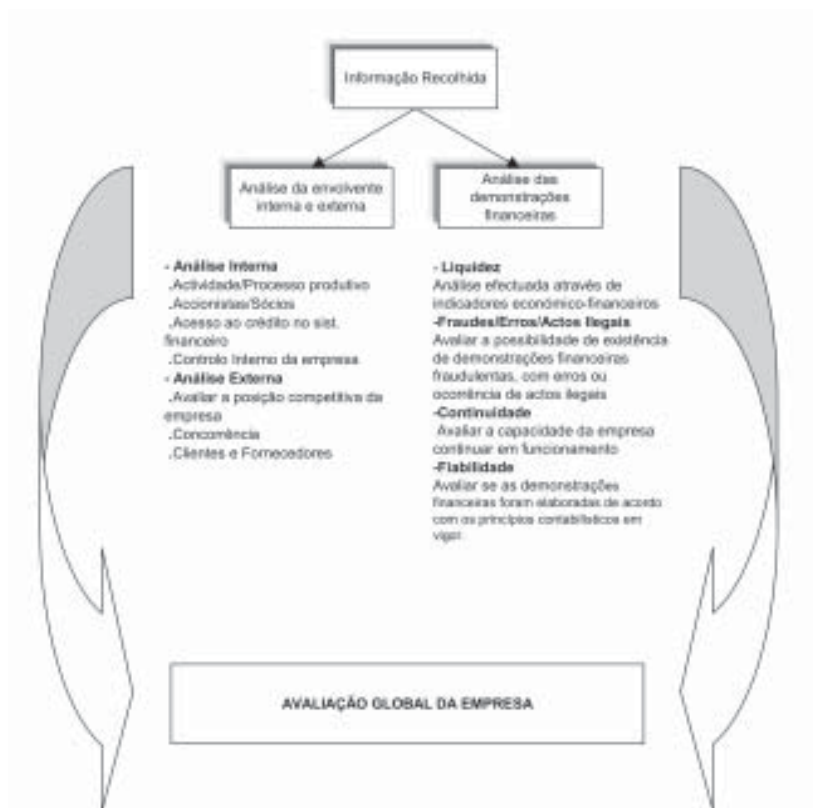 Informação Recolhida
Análise da envolvente
interna e externa
Análise das
demonstrações
financeiras
- Análise Interna
.Actividade/Processo produtivo
.Accionistas/Sócios
.Acesso ao crédito no sist.
financeiro
.Controlo Interno da empresa
- Análise Externa
.Avaliar a posição competitiva da
empresa
.Concorrência
.Clientes e Fornecedores
- Liquidez
Análise efectuada através de
indicadores económico-financeiros
-Fraudes/Erros/Actos Ilegais
Avaliar a possibilidade de existência
de demonstrações financeiras
fraudulentas, com erros ou
ocorrência de actos ilegais
-Continuidade
Avaliar a capacidade da empresa
continuar em funcionamento
-Fiabilidade
Avaliar se as demonstrações
financeiras foram elaboradas de acordo
com os princípios contabilísticos em
vigor.
AVALIAÇÃO GLOBAL DA EMPRESA